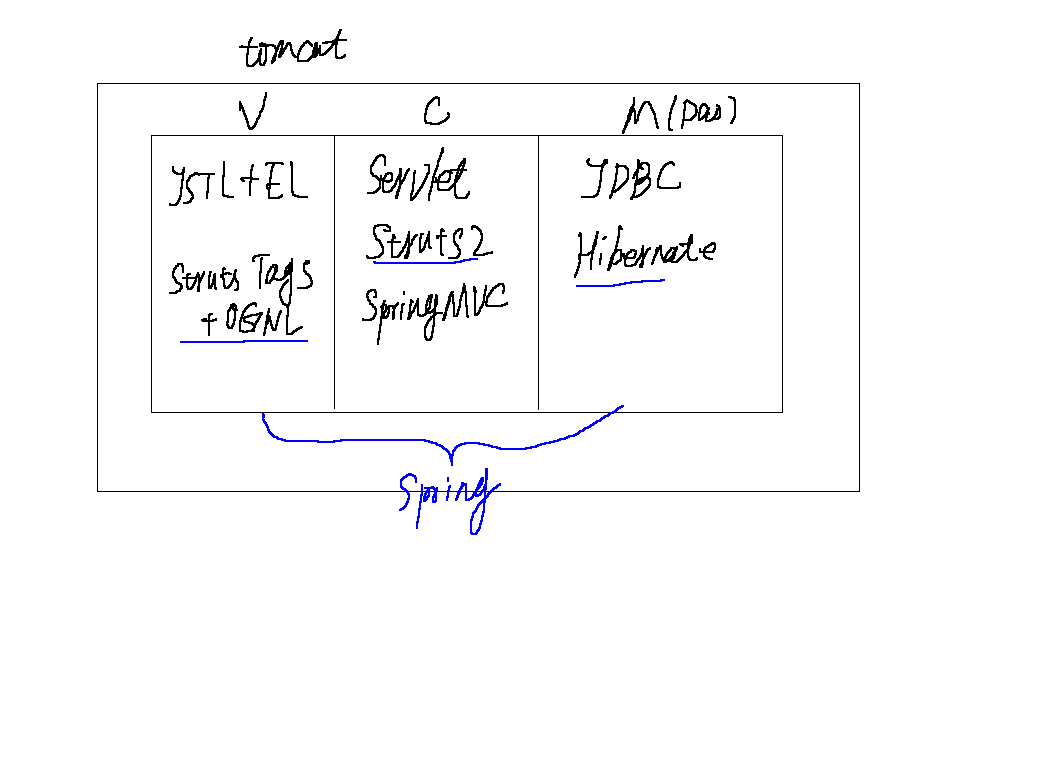 tomcat
V
C
M(Dao)
JSTL+EL
Struts Tags
+OGNL
Servlet
Struts2
SpringMVC
JDBC
Hibernate
Spring